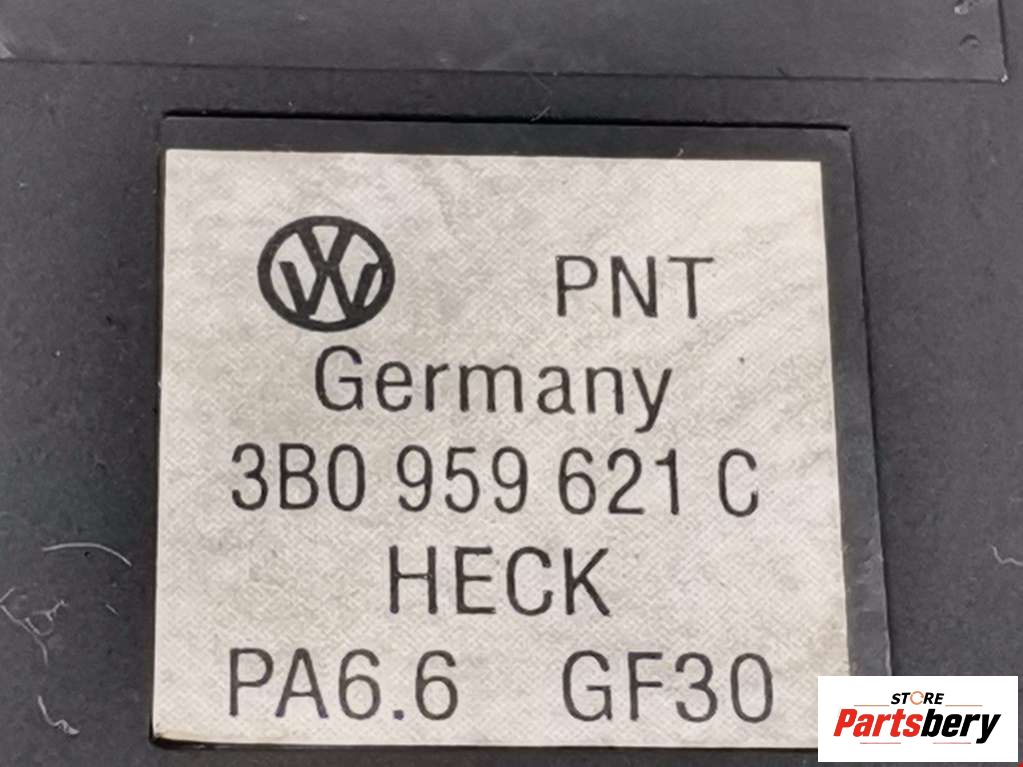 PNT
Germany
3B0 959 621 C
HECK
PA6.6 GF30
STORE
Partsbery